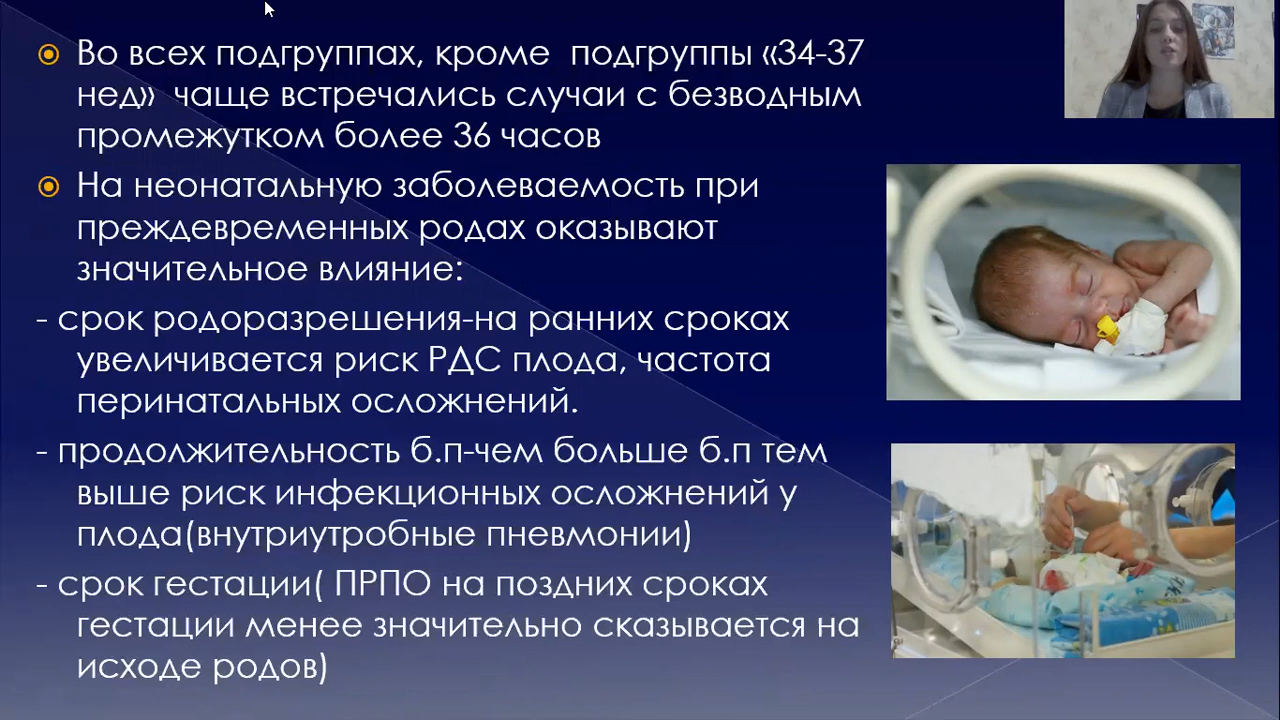 Во всех подгруппах, кроме подгруппы «34-37
нед» чаще встречались случаи с безводным
промежутком более 36 часов
На неонатальную заболеваемость при
преждевременных родах оказывают
значительное влияние:
- срок родоразрешения-на ранних сроках
увеличивается риск РДС плода, частота
перинатальных осложнений.
- продолжительность б.п-чем больше б.п тем
выше риск инфекционных осложнений у
плода(внутриутробные пневмонии)
- срок гестации( ПРПО на поздних сроках
гестации менее значительно сказывается на
исходе родов)